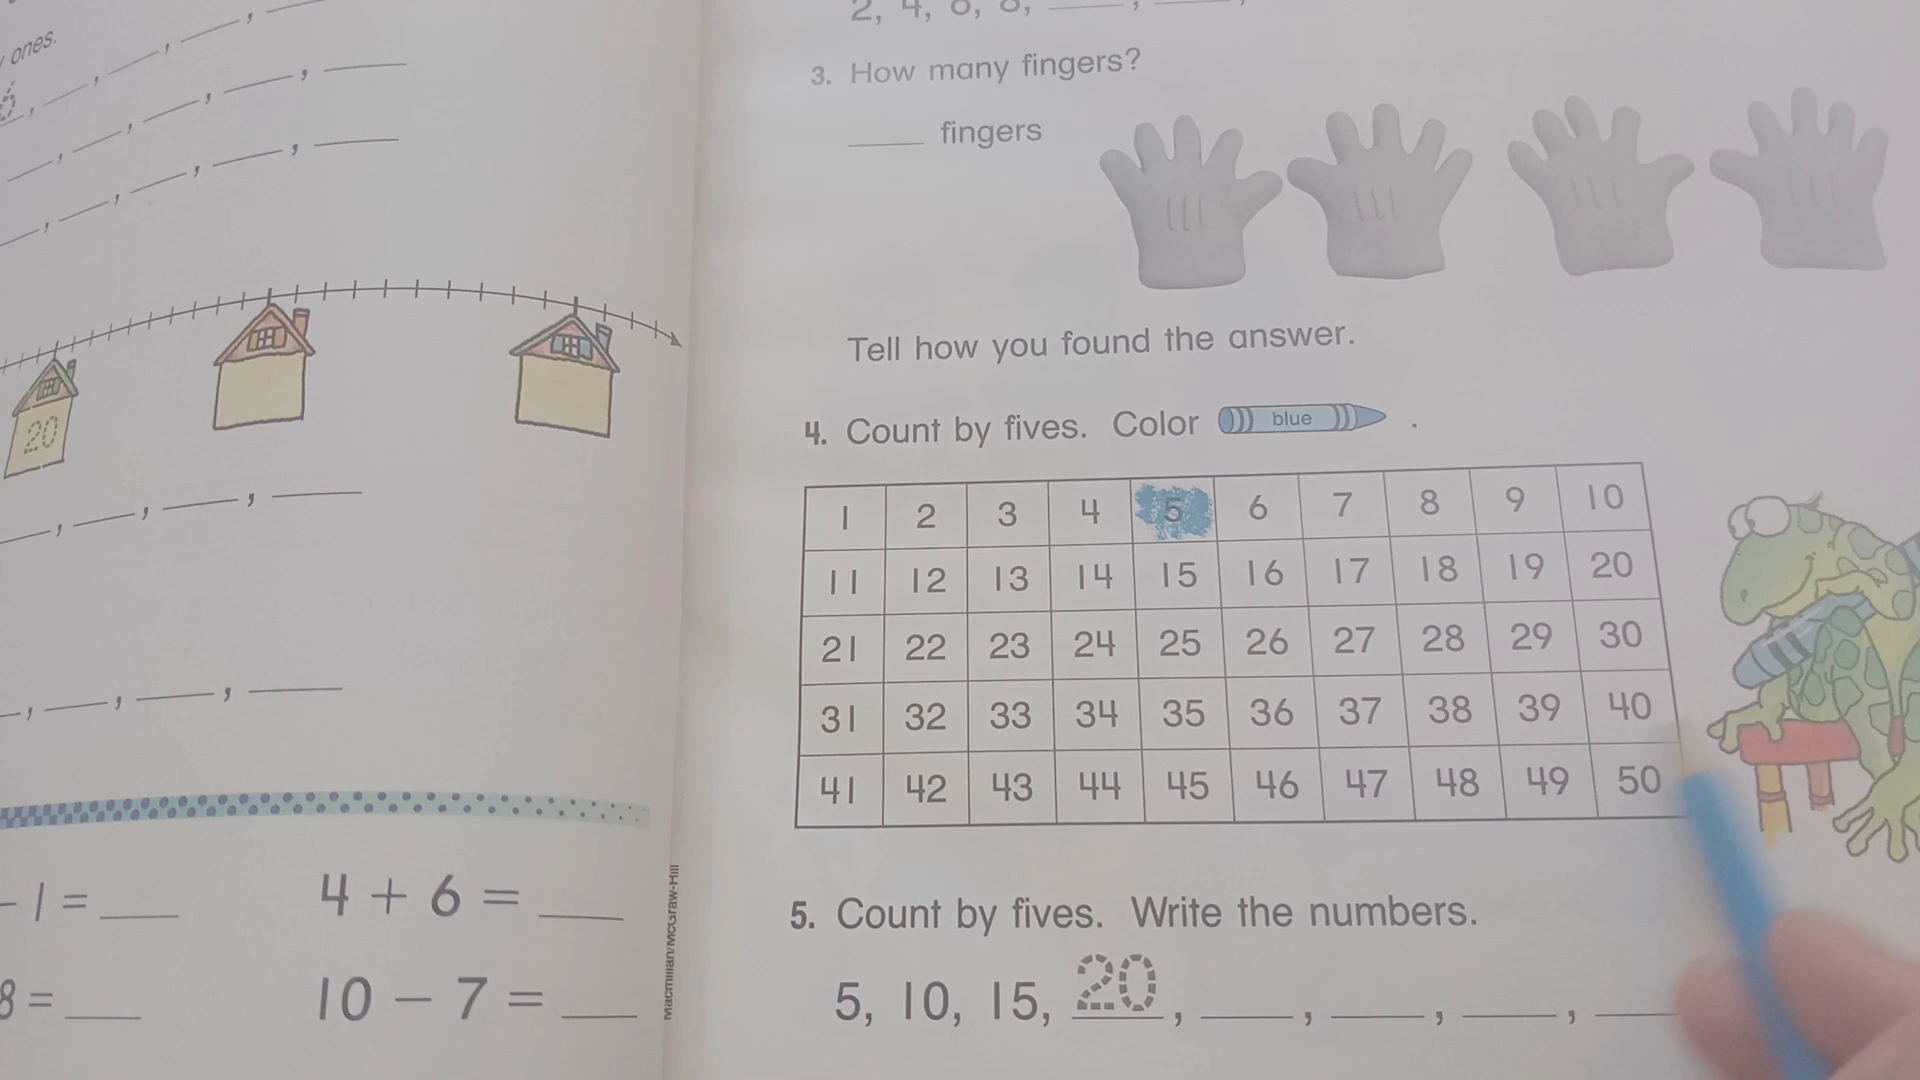 ones.
20
– 1 =
4 + 6 =
8 =
10 – 7 =
Macmillan/McGraw-Hill
2, 4, 6, 8,
3. How many fingers?
fingers
Tell how you found the answer.
4. Count by fives. Color blue .
1 2 3 4 5 6 7 8 9 10
11 12 13 14 15 16 17 18 19 20
21 22 23 24 25 26 27 28 29 30
31 32 33 34 35 36 37 38 39 40
41 42 43 44 45 46 47 48 49 50
5. Count by fives. Write the numbers.
5, 10, 15, 20, ____, ____, ____, ____